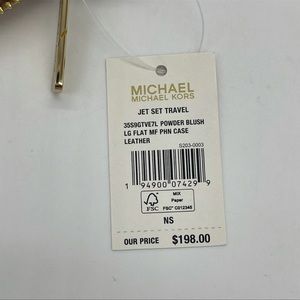 MICHAEL
MICHAEL KORS
JET SET TRAVEL
35S9GTVE7L POWDER BLUSH
LG FLAT MF PHN CASE
LEATHER
S203-0003
1 94900 07429 9
FSC
MIX
Paper
FSC® C012345
NS
OUR PRICE $198.00